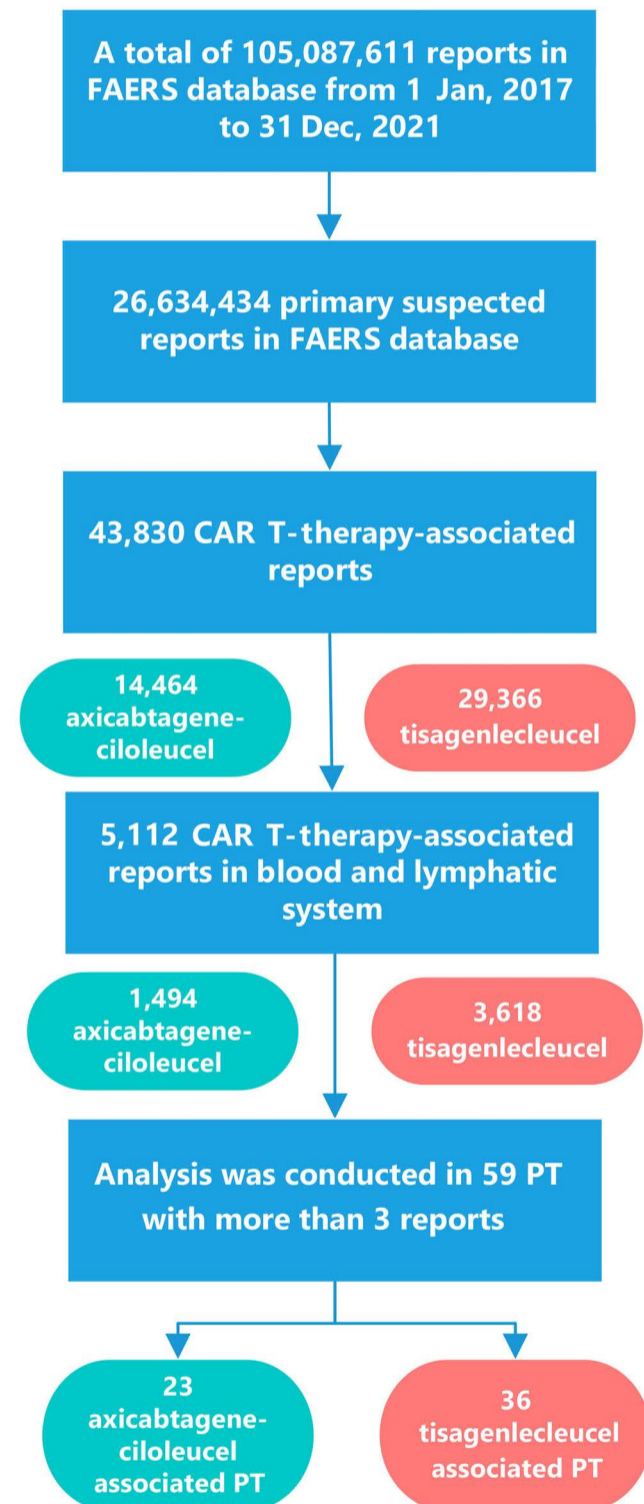 A total of 105,087,611 reports in
FAERS database from 1 Jan, 2017
to 31 Dec, 2021
26,634,434 primary suspected
reports in FAERS database
43,830 CAR T-therapy-associated
reports
14,464
axicabtagene-
ciloleucel
29,366
tisagenlecleucel
5,112 CAR T-therapy-associated
reports in blood and lymphatic
system
1,494
axicabtagene-
ciloleucel
3,618
tisagenlecleucel
Analysis was conducted in 59 PT
with more than 3 reports
23
axicabtagene-
ciloleucel
associated PT
36
tisagenlecleucel
associated PT